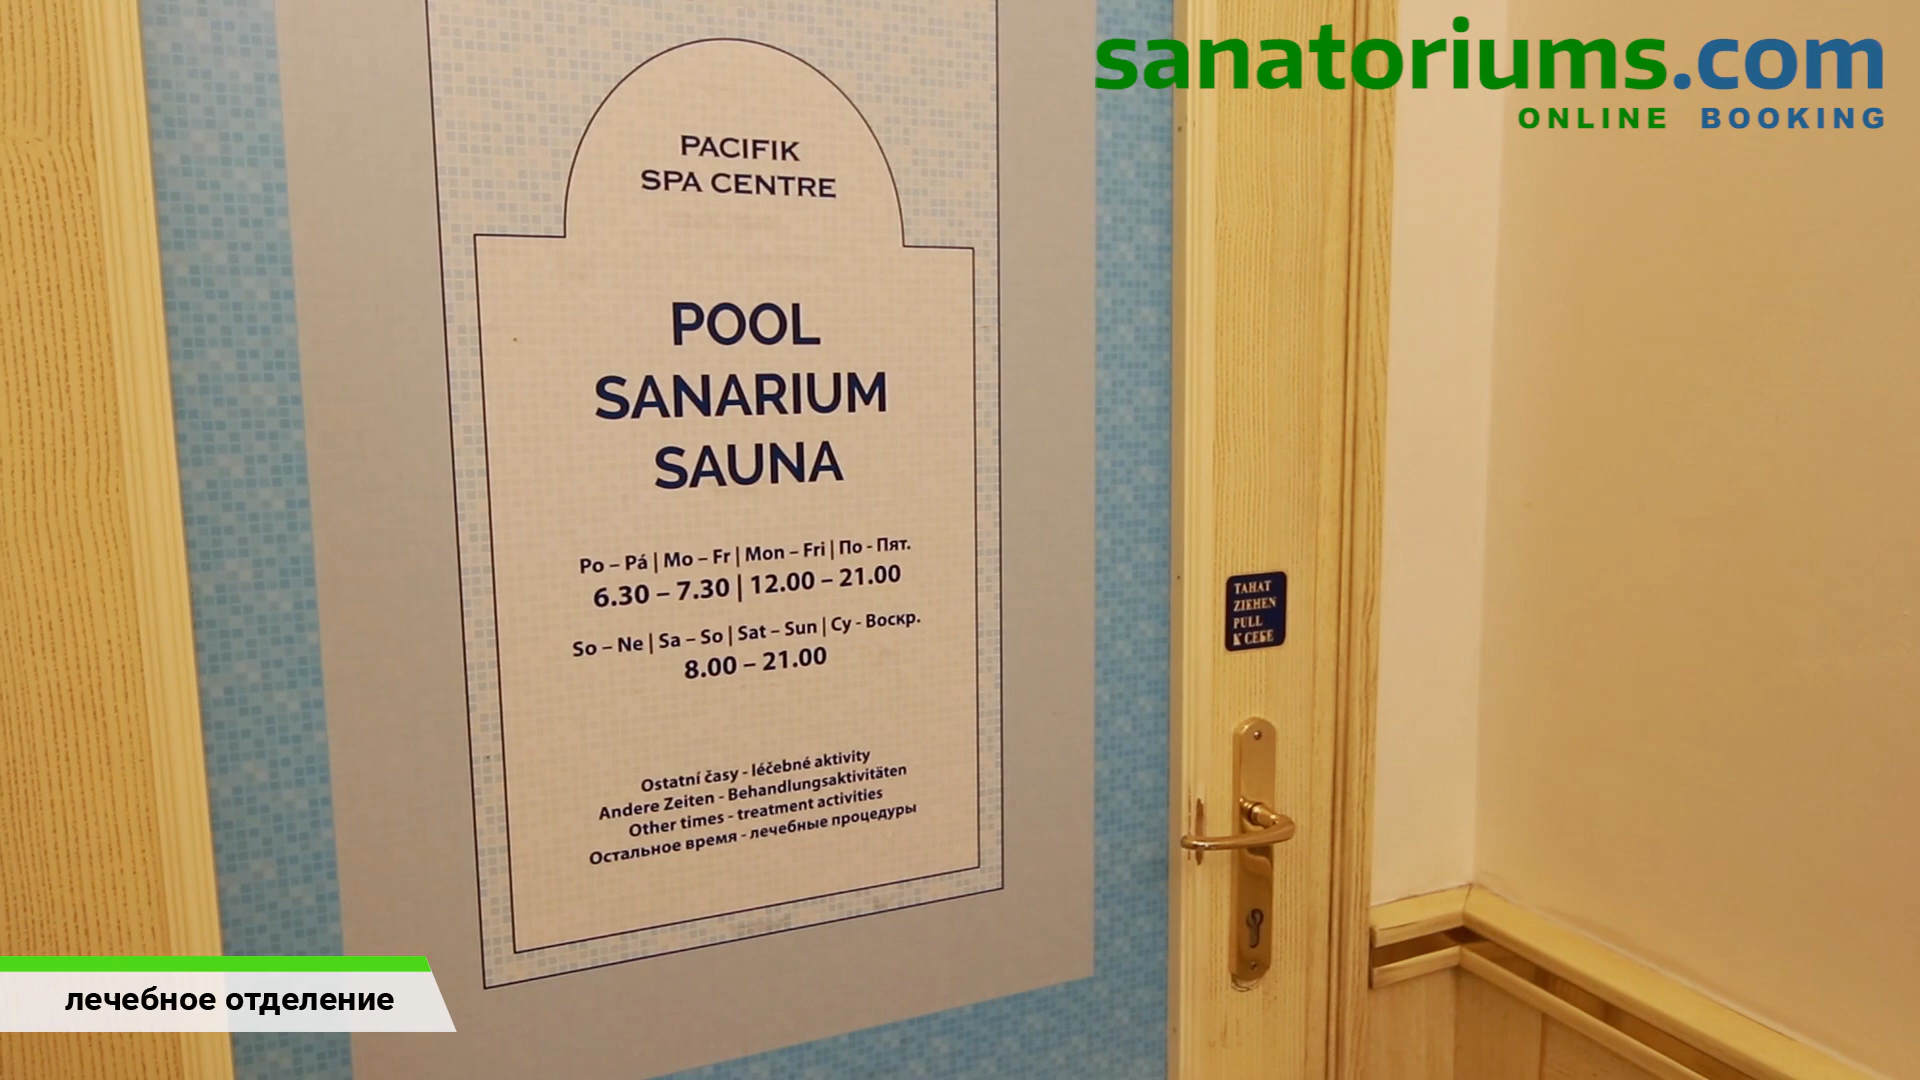 sanatoriums.com
ONLINE BOOKING
PACIFIK
SPA CENTRE
POOL
SANARIUM
SAUNA
Po – Pá | Mo – Fr | Mon – Fri | По - Пят.
6.30 – 7.30 | 12.00 – 21.00
So – Ne | Sa – So | Sat – Sun | Су - Воскр.
8.00 – 21.00
Ostatní časy - léčebné aktivity
Andere Zeiten - Behandlungsaktivitäten
Other times - treatment activities
Остальное время - лечебные процедуры
TAHAT
ZIEHEN
PULL
К СЕБЕ
лечебное отделение